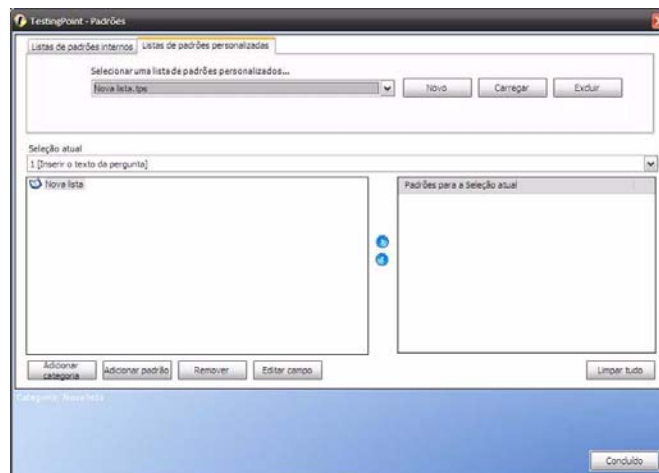 TestingPoint - Padrões
Listas de padrões internos
Listas de padrões personalizadas
Selecionar uma lista de padrões personalizados...
Nova lista.tps
Novo
Carregar
Excluir
Seleção atual
1 [Inserir o texto da pergunta]
Nova lista
Padrões para a Seleção atual
Adicionar
categoria
Adicionar padrão
Remover
Editar campo
Limpar tudo
Categoria: Nova lista
Concluído